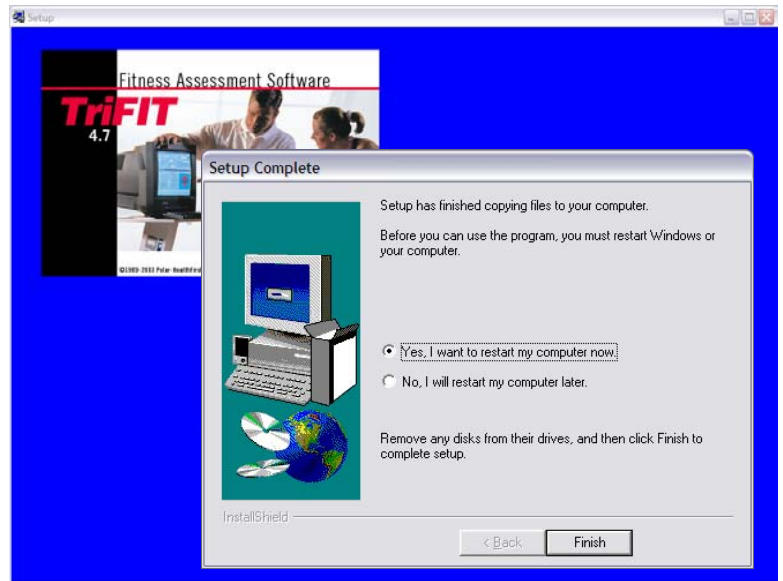 Setup
Fitness Assessment Software
TriFIT
4.7
Setup Complete
Setup has finished copying files to your computer.
Before you can use the program, you must restart Windows or
your computer.
Yes, I want to restart my computer now.
No, I will restart my computer later.
Remove any disks from their drives, and then click Finish to
complete setup.
InstallShield
< Back
Finish